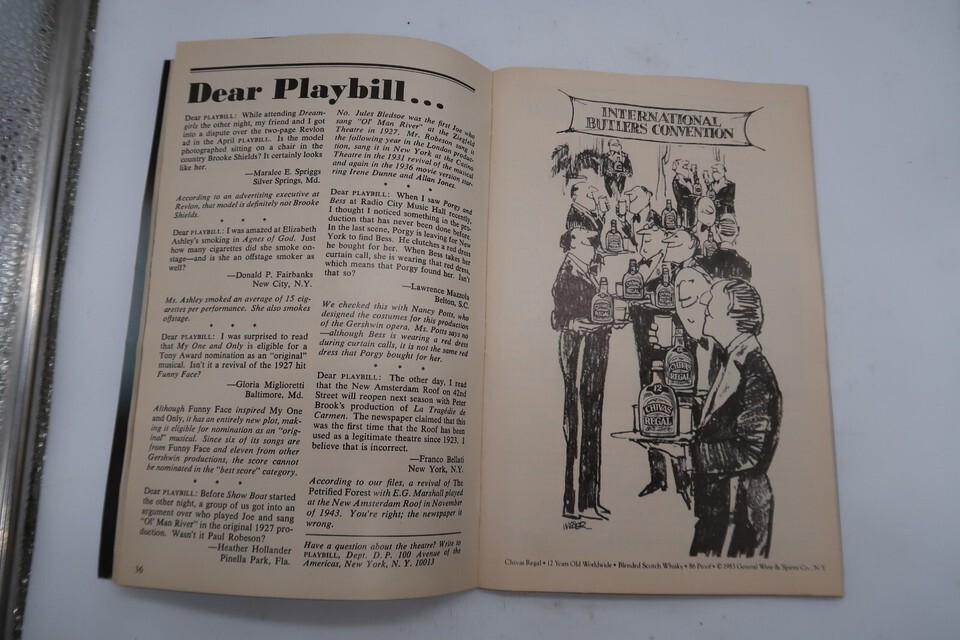 Dear Playbill...
Dear PLAYBILL: While attending Dream-
girls the other night, my friend and I got
into a dispute over the two-page Revlon
ad in the April PLAYBILL. Is the model
photographed sitting on a chair in the
country Brooke Shields? It certainly looks
like her.
—Maralee E. Spriggs
Silver Springs, Md.
According to an advertising executive at
Revlon, that model is definitely not Brooke
Shields.
Dear PLAYBILL: I was amazed at Elizabeth
Ashley's smoking in Agnes of God. Just
how many cigarettes did she smoke on-
stage—and is she an offstage smoker as
well?
—Donald P. Fairbanks
New City, N.Y.
Ms. Ashley smoked an average of 15 cig-
arettes per performance. She also smokes
offstage.
Dear PLAYBILL: I was surprised to read
that My One and Only is eligible for a
Tony Award nomination as an "original"
musical. Isn't it a revival of the 1927 hit
Funny Face?
—Gloria Miglioretti
Baltimore, Md.
Although Funny Face inspired My One
and Only, it has an entirely new plot, mak-
ing it eligible for nomination as an "orig-
inal" musical. Since six of its songs are
from Funny Face and eleven from other
Gershwin productions, the score cannot
be nominated in the "best score" category.
Dear PLAYBILL: Before Show Boat started
the other night, a group of us got into an
argument over who played Joe and sang
"Ol' Man River" in the original 1927 pro-
duction. Wasn't it Paul Robeson?
—Heather Hollander
Pinella Park, Fla.
36
No. Jules Bledsoe was the first Joe who
sang "Ol' Man River" at the Ziegfeld
Theatre in 1927. Mr. Robeson sang it
the following year in the London produc-
tion, sang it in New York at the Casino
Theatre in the 1931 revival of the musical
and again in the 1936 movie version star-
ring Irene Dunne and Allan Jones.
Dear PLAYBILL: When I saw Porgy and
Bess at Radio City Music Hall recently,
I thought I noticed something in the pro-
duction that has never been done before.
In the last scene, Porgy is leaving for New
York to find Bess. He clutches a red dress
he bought for her. When Bess takes her
curtain call, she is wearing that red dress,
which means that Porgy found her. Isn't
that so?
—Lawrence Mazzola
Belton, S.C.
We checked this with Nancy Potts, who
designed the costumes for this production
of the Gershwin opera. Ms. Potts says no
—although Bess is wearing a red dress
during curtain calls, it is not the same red
dress that Porgy bought for her.
Dear PLAYBILL: The other day, I read
that the New Amsterdam Roof on 42nd
Street will reopen next season with Peter
Brook's production of La Tragédie de
Carmen. The newspaper claimed that this
was the first time that the Roof has been
used as a legitimate theatre since 1923. I
believe that is incorrect.
—Franco Bellati
New York, N.Y.
According to our files, a revival of The
Petrified Forest with E.G. Marshall played
at the New Amsterdam Roof in November
of 1943. You're right; the newspaper is
wrong.
Have a question about the theatre? Write to
PLAYBILL, Dept. D. P. 100 Avenue of the
Americas, New York, N.Y. 10013
INTERNATIONAL
BUTLERS CONVENTION
CHIVAS
REGAL
12
CHIVAS
REGAL
Chivas Regal • 12 Years Old Worldwide • Blended Scotch Whisky • 86 Proof • © 1983 General Wine & Spirits Co., N.Y.